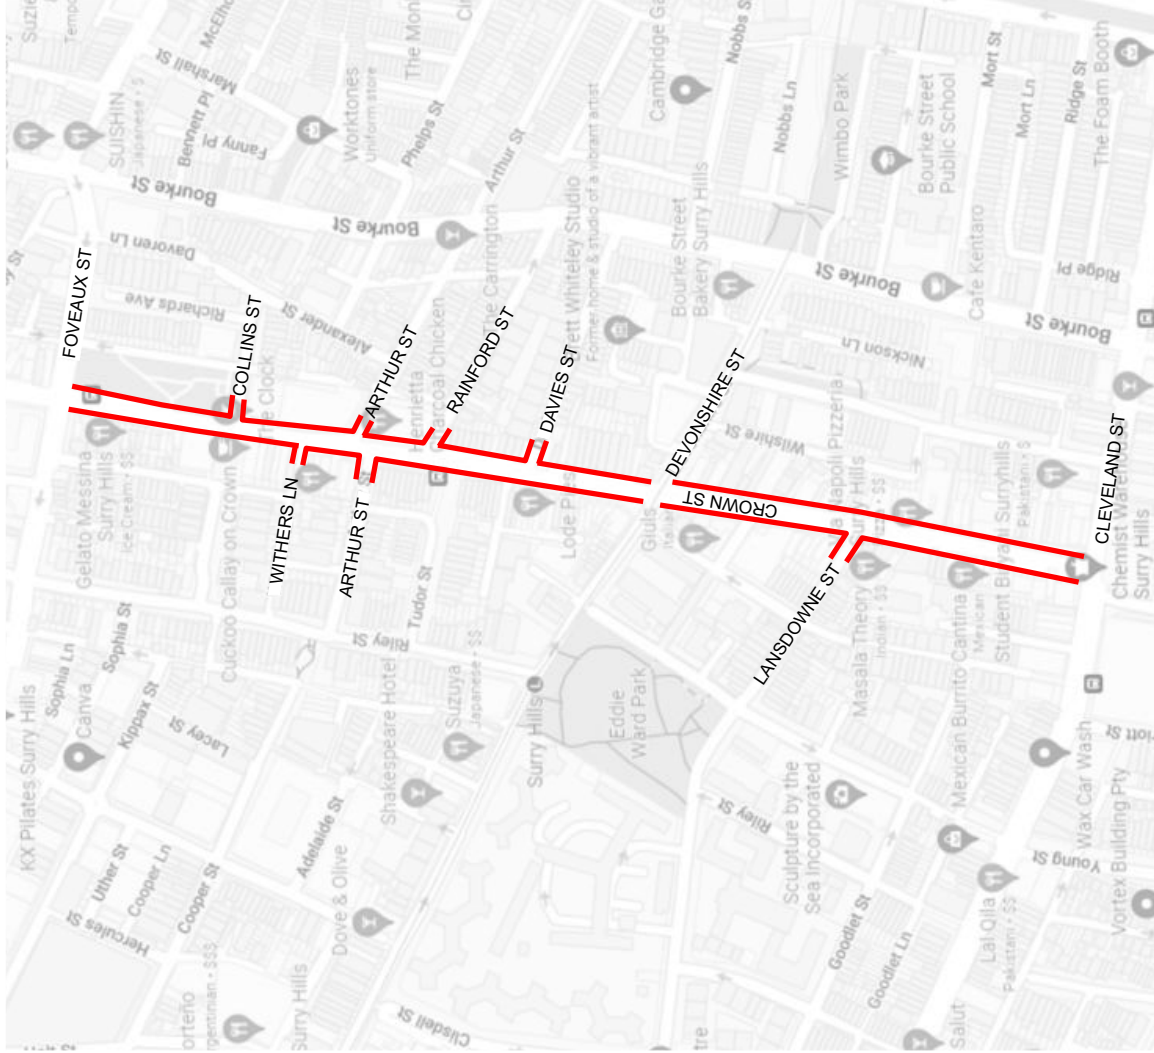 FOVEAUX ST
COLLINS ST
ARTHUR ST
RAINFORD ST
DAVIES ST
DEVONSHIRE ST
CROWN ST
CLEVELAND ST
WITHERS LN
ARTHUR ST
LANSDOWNE ST
SUISHIN
Japanese · $
Bennett Pl
Marshall St
Fanny Pl
Worktones
Uniform store
Phelps St
Arthur St
Nobbs Ln
Wimbo Park
Bourke Street
Public School
Mort St
Mort Ln
Ridge St
The Foam Booth
Bourke St
Bourke St
Bourke St
Bourke St
Davoren Ln
Richards Ave
Alexander St
The Carrington
Former home & studio of a vibrant artist
Bourke Street
Bakery Surry Hills
Cafe Kentaro
Ridge Pl
Nickson Ln
Wilshire St
Gelato Messina
Surry Hills
Ice Cream · $$
Cuckoo Callay on Crown
Riley St
Tudor St
Sophia St
Sophia Ln
Kippax St
Lacey St
Canva
KX Pilates Surry Hills
Shakespeare Hotel
Suzuya
Japanese · $$
Surry Hills
Eddie
Ward Park
Masala Theory
Indian · $$
Mexican Burrito Cantina
Mexican
Pakistani · $
Surry Hills
Uther St
Cooper Ln
Cooper St
Hercules St
Adelaide St
Dove & Olive
Surry Hills
Clisdell St
Riley St
Sculpture by the
Sea Incorporated
Goodlet St
Goodlet Ln
Lal Qila
Pakistani · $$
Young St
Wax Car Wash
Vortex Building Pty